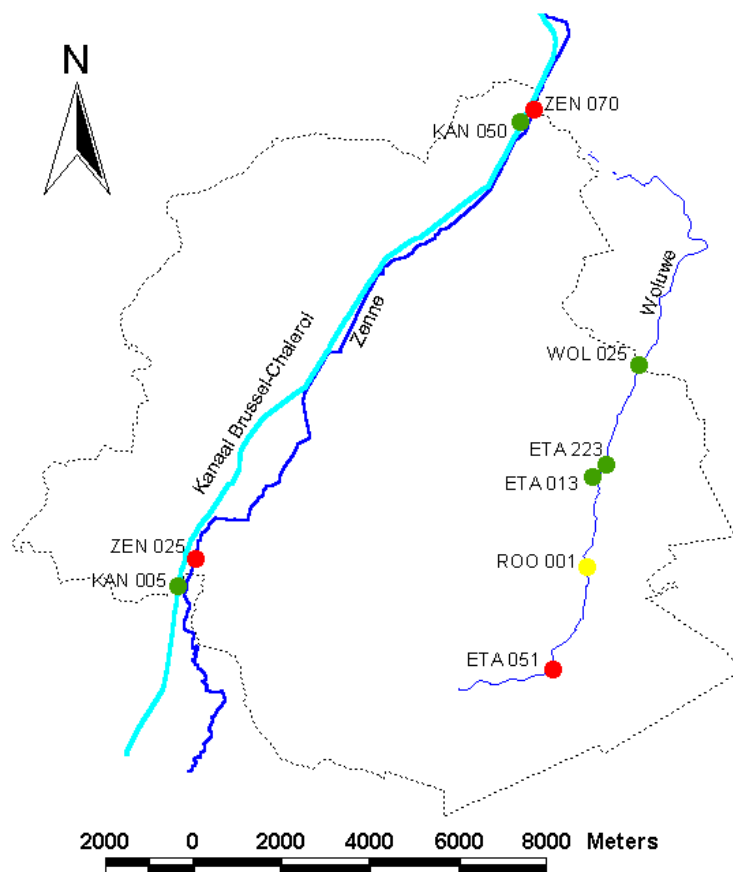 N
ZEN 070
KAN 050
Woluwe
Zenne
WOL 025
Kanaal Brussel-Chaleroi
ETA 223
ETA 013
ZEN 025
ROO 001
KAN 005
ETA 051
2000 0 2000 4000 6000 8000 Meters